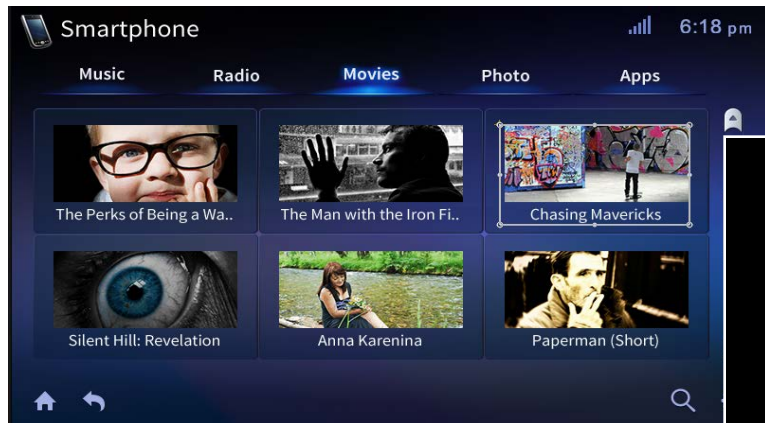 Smartphone
6:18 pm
Music Radio Movies Photo Apps
The Perks of Being a Wa..
The Man with the Iron Fi..
Chasing Mavericks
Silent Hill: Revelation
Anna Karenina
Paperman (Short)